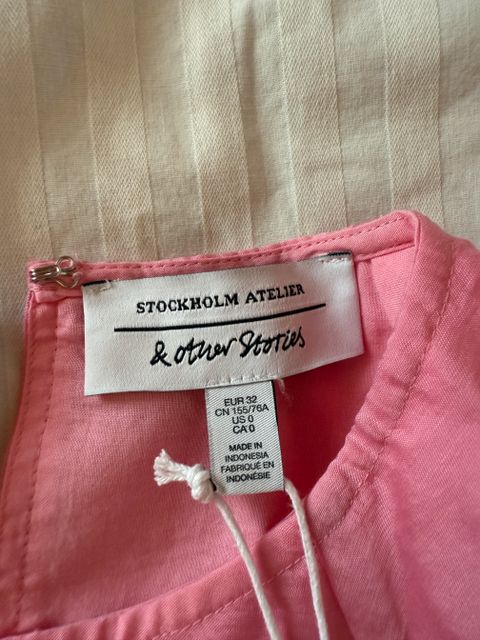 STOCKHOLM ATELIER
& other Stories
EUR 32
CN 155/76A
US 0
CA 0
MADE IN
INDONESIA
FABRIQUÉ EN
INDONÉSIE